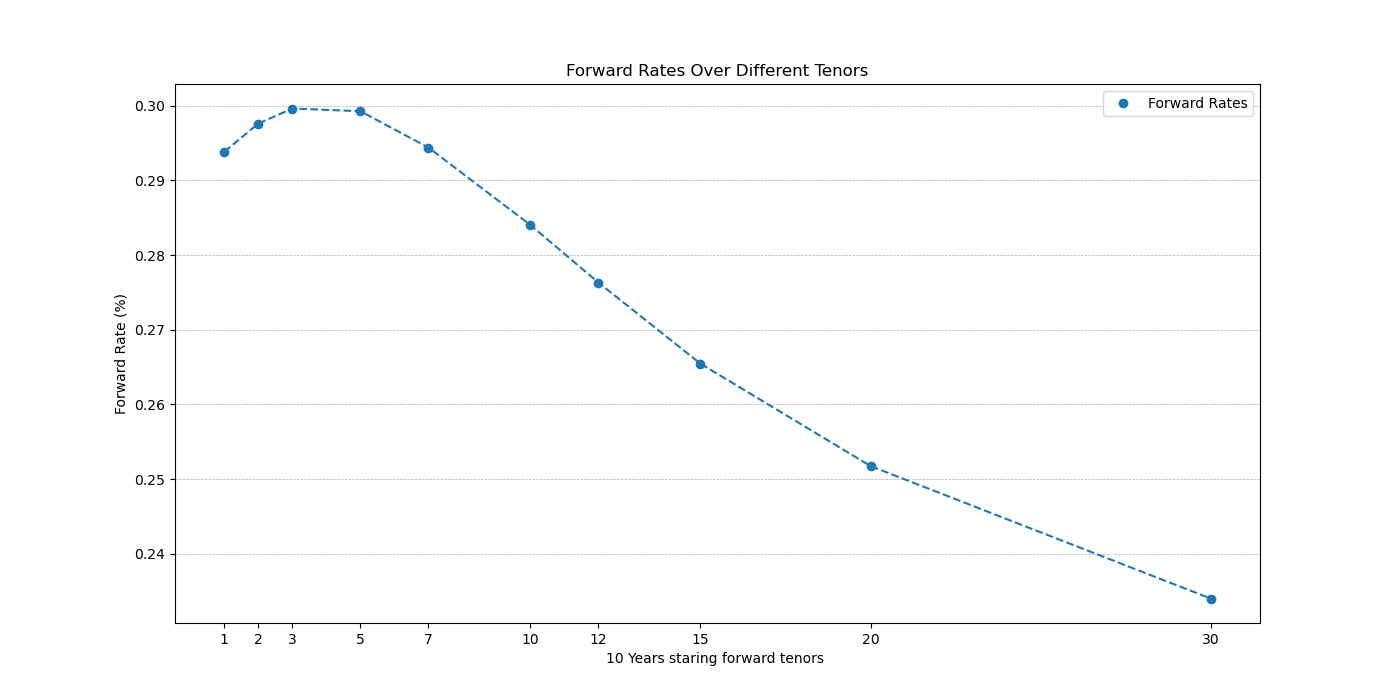 Forward Rates Over Different Tenors
Forward Rates
Forward Rate (%)
0.30
0.29
0.28
0.27
0.26
0.25
0.24
1 2 3 5 7 10 12 15 20 30
10 Years staring forward tenors